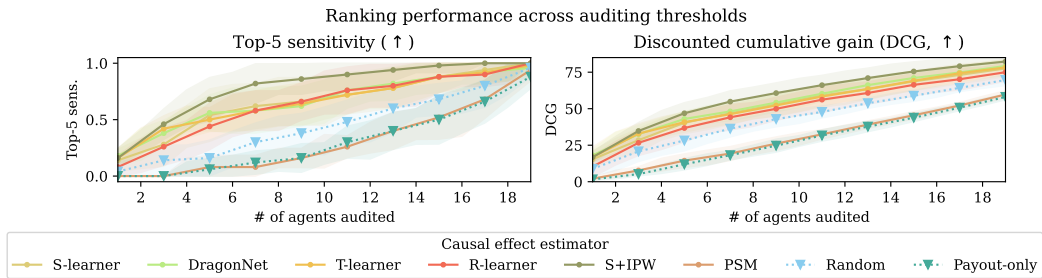 Ranking performance across auditing thresholds
Top-5 sensitivity ( ↑ )
Discounted cumulative gain (DCG, ↑ )
Top-5 sens.
1.0
0.5
0.0
2 4 6 8 10 12 14 16 18
# of agents audited
DCG
75
50
25
0
2 4 6 8 10 12 14 16 18
# of agents audited
Causal effect estimator
S-learner DragonNet T-learner R-learner S+IPW PSM Random Payout-only